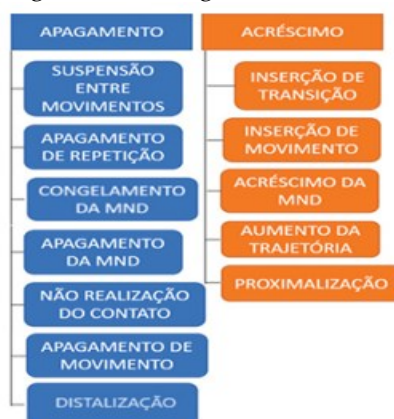 APAGAMENTO
SUSPENSÃO
ENTRE
MOVIMENTOS
APAGAMENTO
DE REPETIÇÃO
CONGELAMENTO
DA MND
APAGAMENTO
DA MND
NÃO REALIZAÇÃO
DO CONTATO
APAGAMENTO DE
MOVIMENTO
DISTALIZAÇÃO
ACRÉSCIMO
INSERÇÃO DE
TRANSIÇÃO
INSERÇÃO DE
MOVIMENTO
ACRÉSCIMO DA
MND
AUMENTO DA
TRAJETÓRIA
PROXIMALIZAÇÃO